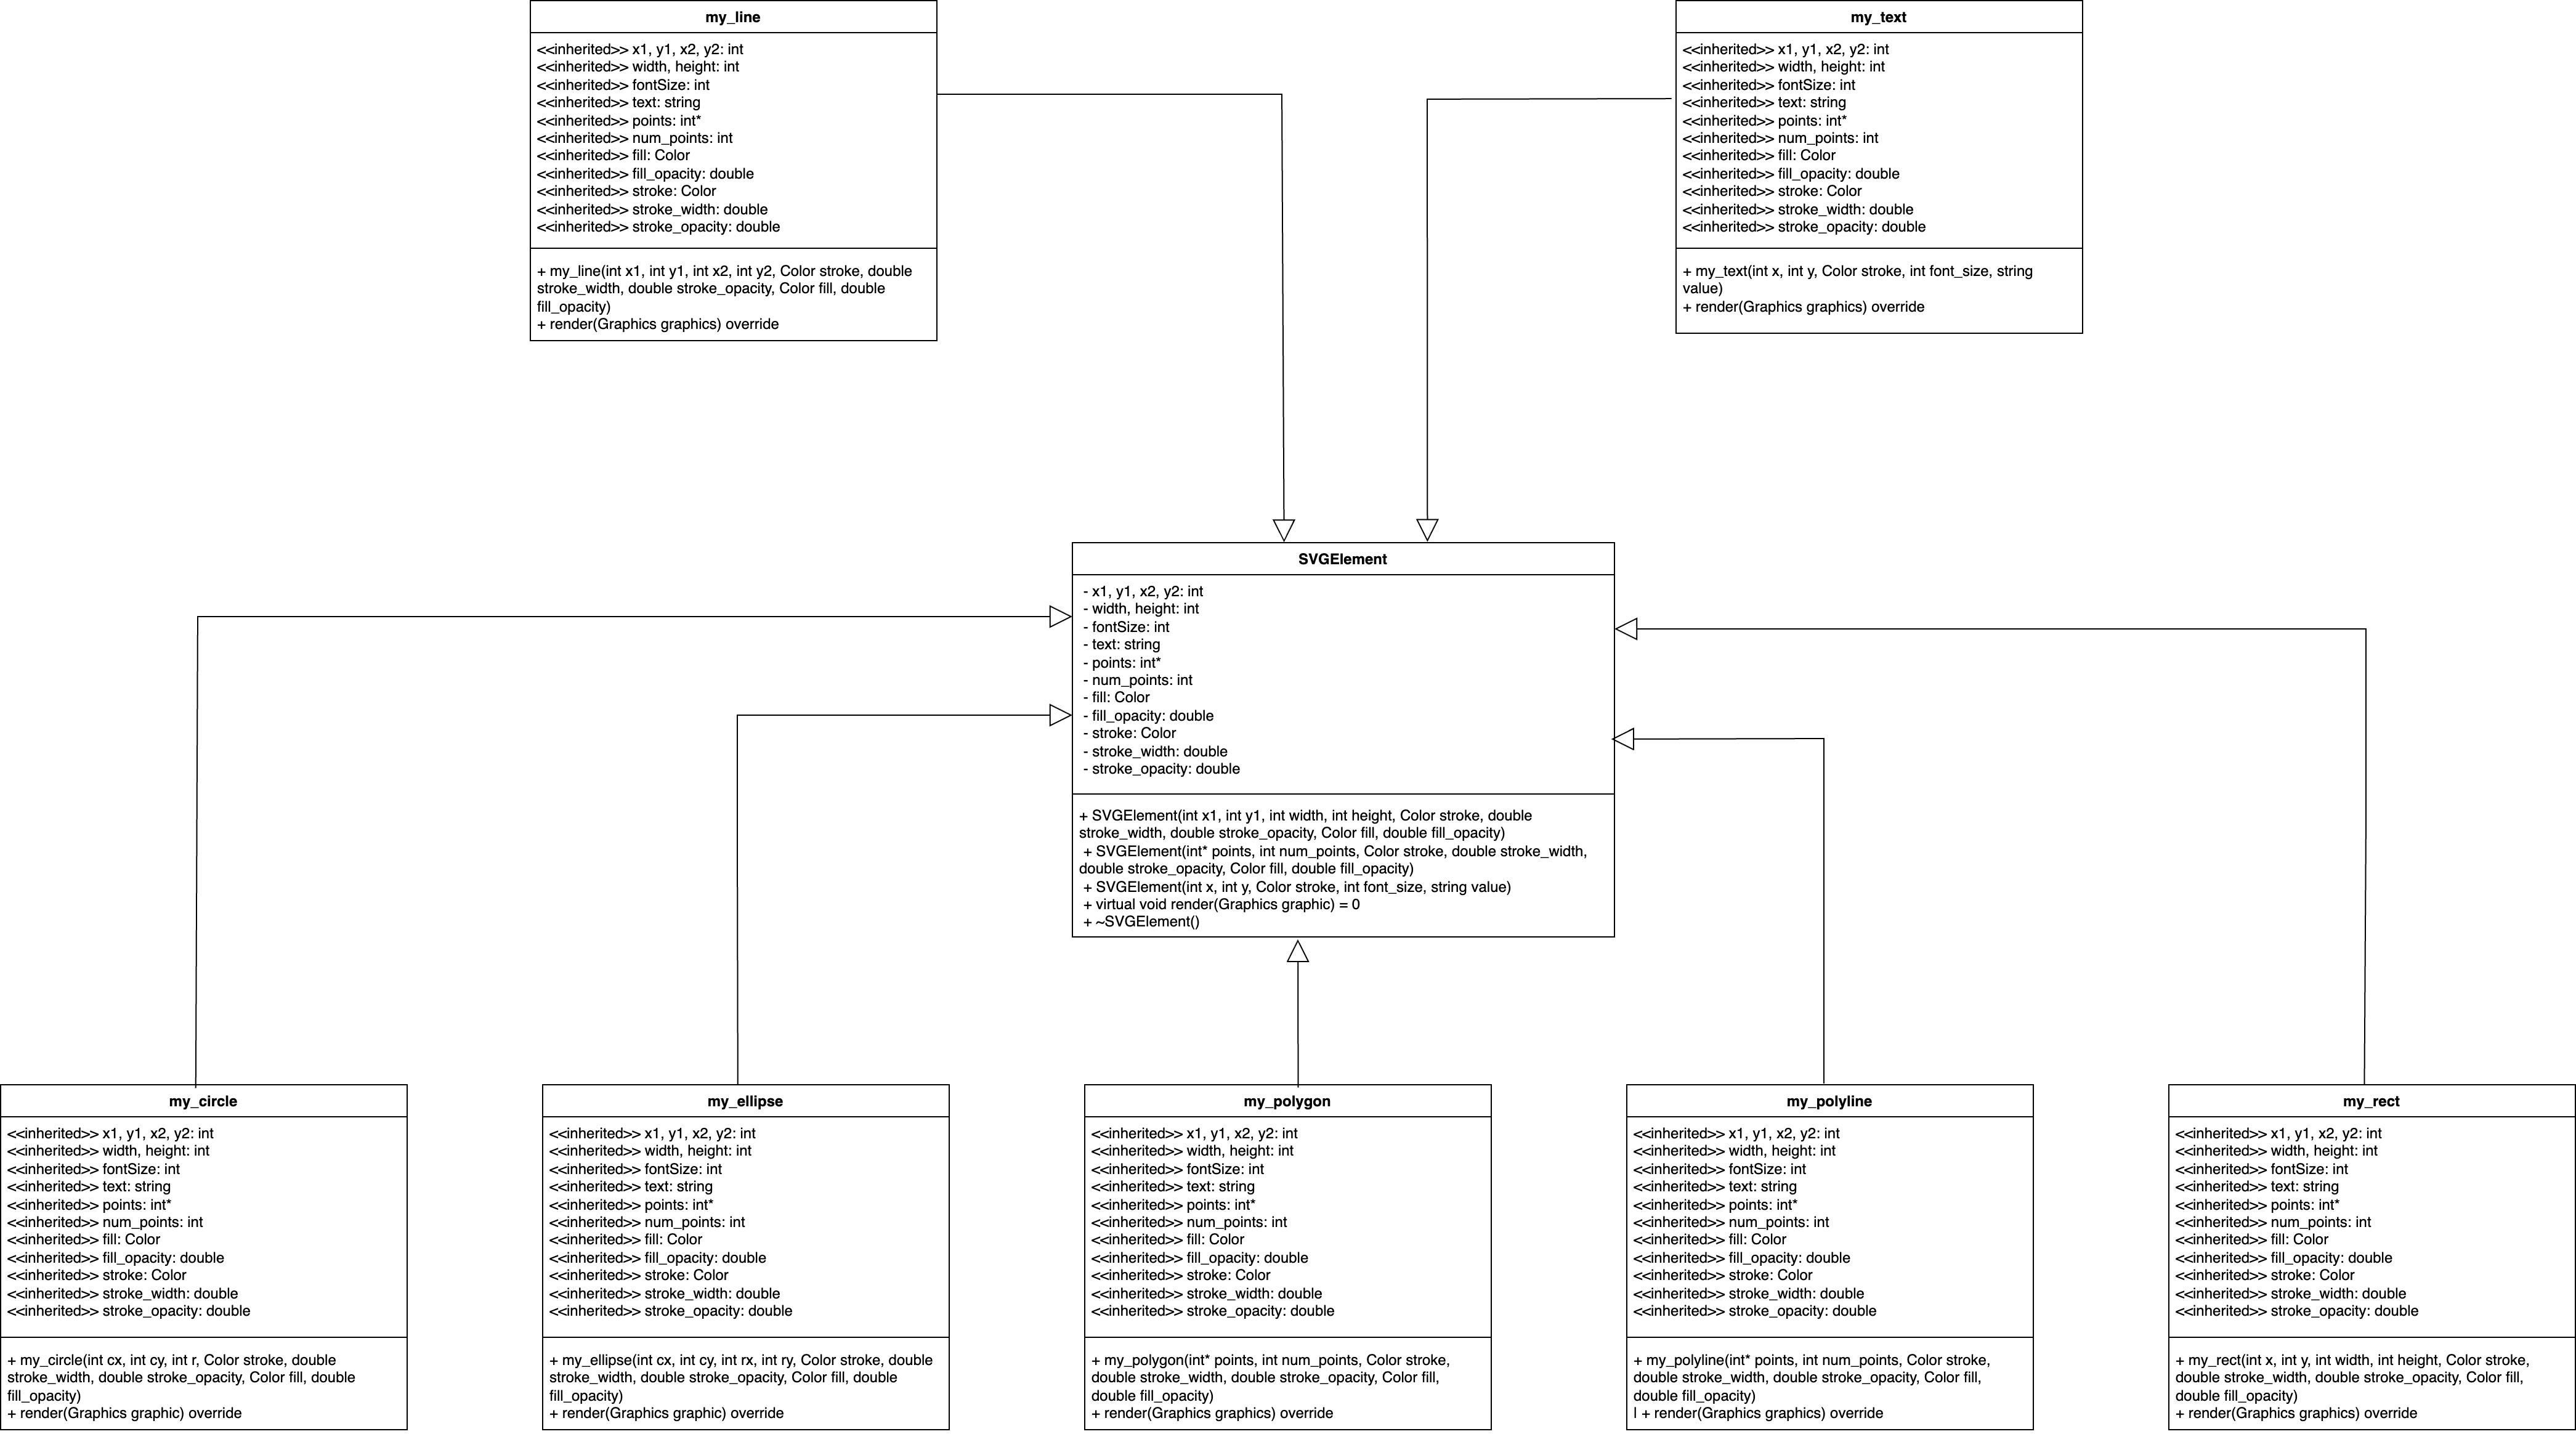 my_line
<<inherited>> x1, y1, x2, y2: int
<<inherited>> width, height: int
<<inherited>> fontSize: int
<<inherited>> text: string
<<inherited>> points: int*
<<inherited>> num_points: int
<<inherited>> fill: Color
<<inherited>> fill_opacity: double
<<inherited>> stroke: Color
<<inherited>> stroke_width: double
<<inherited>> stroke_opacity: double
+ my_line(int x1, int y1, int x2, int y2, Color stroke, double
stroke_width, double stroke_opacity, Color fill, double
fill_opacity)
+ render(Graphics graphics) override
my_text
<<inherited>> x1, y1, x2, y2: int
<<inherited>> width, height: int
<<inherited>> fontSize: int
<<inherited>> text: string
<<inherited>> points: int*
<<inherited>> num_points: int
<<inherited>> fill: Color
<<inherited>> fill_opacity: double
<<inherited>> stroke: Color
<<inherited>> stroke_width: double
<<inherited>> stroke_opacity: double
+ my_text(int x, int y, Color stroke, int font_size, string
value)
+ render(Graphics graphics) override
SVGElement
- x1, y1, x2, y2: int
- width, height: int
- fontSize: int
- text: string
- points: int*
- num_points: int
- fill: Color
- fill_opacity: double
- stroke: Color
- stroke_width: double
- stroke_opacity: double
+ SVGElement(int x1, int y1, int width, int height, Color stroke, double
stroke_width, double stroke_opacity, Color fill, double fill_opacity)
+ SVGElement(int* points, int num_points, Color stroke, double stroke_width,
double stroke_opacity, Color fill, double fill_opacity)
+ SVGElement(int x, int y, Color stroke, int font_size, string value)
+ virtual void render(Graphics graphic) = 0
+ ~SVGElement()
my_circle
<<inherited>> x1, y1, x2, y2: int
<<inherited>> width, height: int
<<inherited>> fontSize: int
<<inherited>> text: string
<<inherited>> points: int*
<<inherited>> num_points: int
<<inherited>> fill: Color
<<inherited>> fill_opacity: double
<<inherited>> stroke: Color
<<inherited>> stroke_width: double
<<inherited>> stroke_opacity: double
+ my_circle(int cx, int cy, int r, Color stroke, double
stroke_width, double stroke_opacity, Color fill, double
fill_opacity)
+ render(Graphics graphic) override
my_ellipse
<<inherited>> x1, y1, x2, y2: int
<<inherited>> width, height: int
<<inherited>> fontSize: int
<<inherited>> text: string
<<inherited>> points: int*
<<inherited>> num_points: int
<<inherited>> fill: Color
<<inherited>> fill_opacity: double
<<inherited>> stroke: Color
<<inherited>> stroke_width: double
<<inherited>> stroke_opacity: double
+ my_ellipse(int cx, int cy, int rx, int ry, Color stroke, double
stroke_width, double stroke_opacity, Color fill, double
fill_opacity)
+ render(Graphics graphic) override
my_polygon
<<inherited>> x1, y1, x2, y2: int
<<inherited>> width, height: int
<<inherited>> fontSize: int
<<inherited>> text: string
<<inherited>> points: int*
<<inherited>> num_points: int
<<inherited>> fill: Color
<<inherited>> fill_opacity: double
<<inherited>> stroke: Color
<<inherited>> stroke_width: double
<<inherited>> stroke_opacity: double
+ my_polygon(int* points, int num_points, Color stroke,
double stroke_width, double stroke_opacity, Color fill,
double fill_opacity)
+ render(Graphics graphics) override
my_polyline
<<inherited>> x1, y1, x2, y2: int
<<inherited>> width, height: int
<<inherited>> fontSize: int
<<inherited>> text: string
<<inherited>> points: int*
<<inherited>> num_points: int
<<inherited>> fill: Color
<<inherited>> fill_opacity: double
<<inherited>> stroke: Color
<<inherited>> stroke_width: double
<<inherited>> stroke_opacity: double
+ my_polyline(int* points, int num_points, Color stroke,
double stroke_width, double stroke_opacity, Color fill,
double fill_opacity)
| + render(Graphics graphics) override
my_rect
<<inherited>> x1, y1, x2, y2: int
<<inherited>> width, height: int
<<inherited>> fontSize: int
<<inherited>> text: string
<<inherited>> points: int*
<<inherited>> num_points: int
<<inherited>> fill: Color
<<inherited>> fill_opacity: double
<<inherited>> stroke: Color
<<inherited>> stroke_width: double
<<inherited>> stroke_opacity: double
+ my_rect(int x, int y, int width, int height, Color stroke,
double stroke_width, double stroke_opacity, Color fill,
double fill_opacity)
+ render(Graphics graphics) override